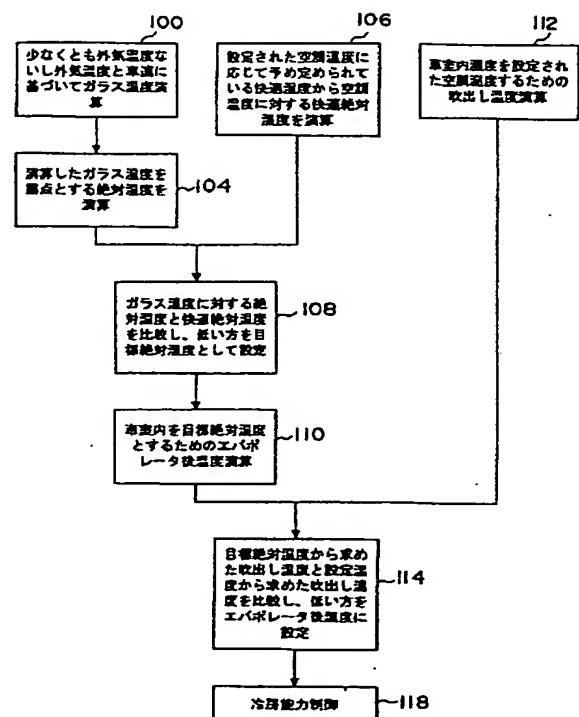 100
少なくとも外気温度ない
し外気温度と車速に
基づいてガラス温度演
算
106
設定された空調温度に
応じて予め定められて
いる快適湿度から空調
温度に対する快適絶対
湿度を演算
112
車室内温度を設定され
た空調温度するための
吹出し温度演算
演算したガラス温度を
露点とする絶対湿度を
演算
104
ガラス温度に対する絶
対湿度と快適絶対湿度
を比較し、低い方を目
標絶対湿度として設定
108
車室内を目標絶対湿度
とするためのエバポ
レータ後温度演算
110
目標絶対湿度から求め
た吹出し温度と設定温
度から求めた吹出し温
度を比較し、低い方を
エバポレータ後温度に
設定
114
冷房能力制御
118